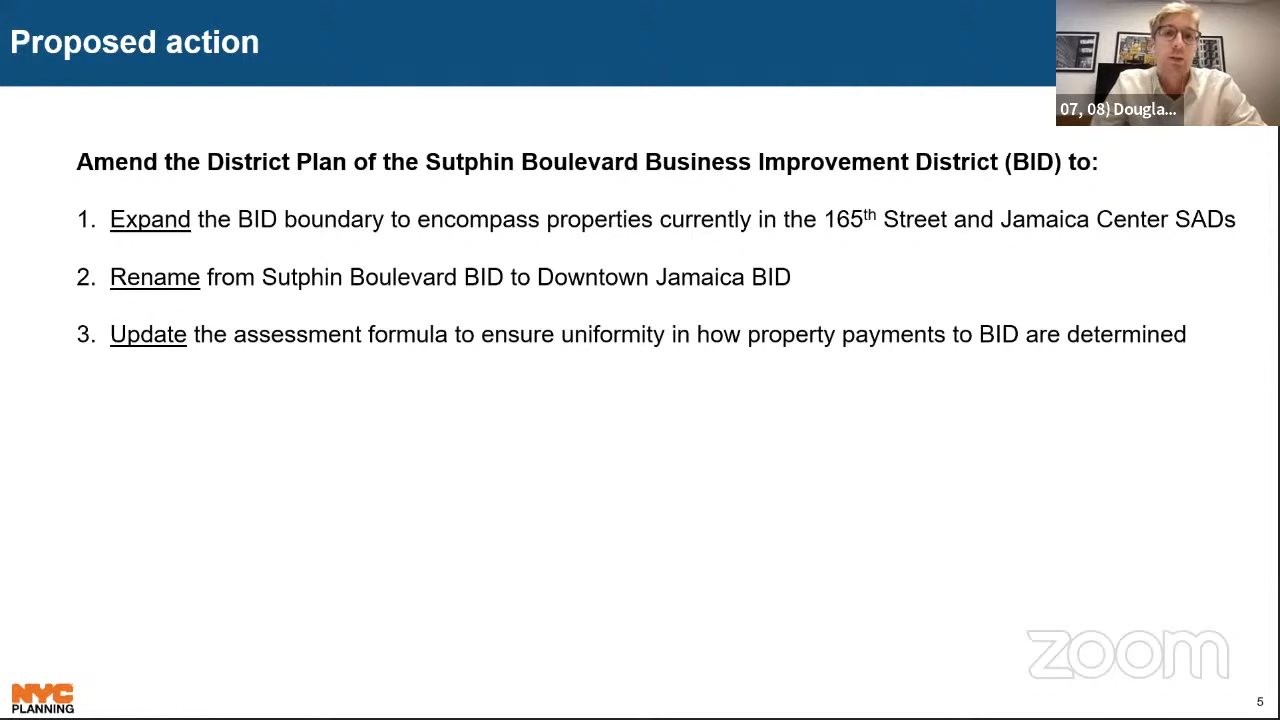 Proposed action
07, 08) Dougla...
Amend the District Plan of the Sutphin Boulevard Business Improvement District (BID) to:
1. Expand the BID boundary to encompass properties currently in the 165th Street and Jamaica Center SADs
2. Rename from Sutphin Boulevard BID to Downtown Jamaica BID
3. Update the assessment formula to ensure uniformity in how property payments to BID are determined
zoom
NYC
PLANNING
5